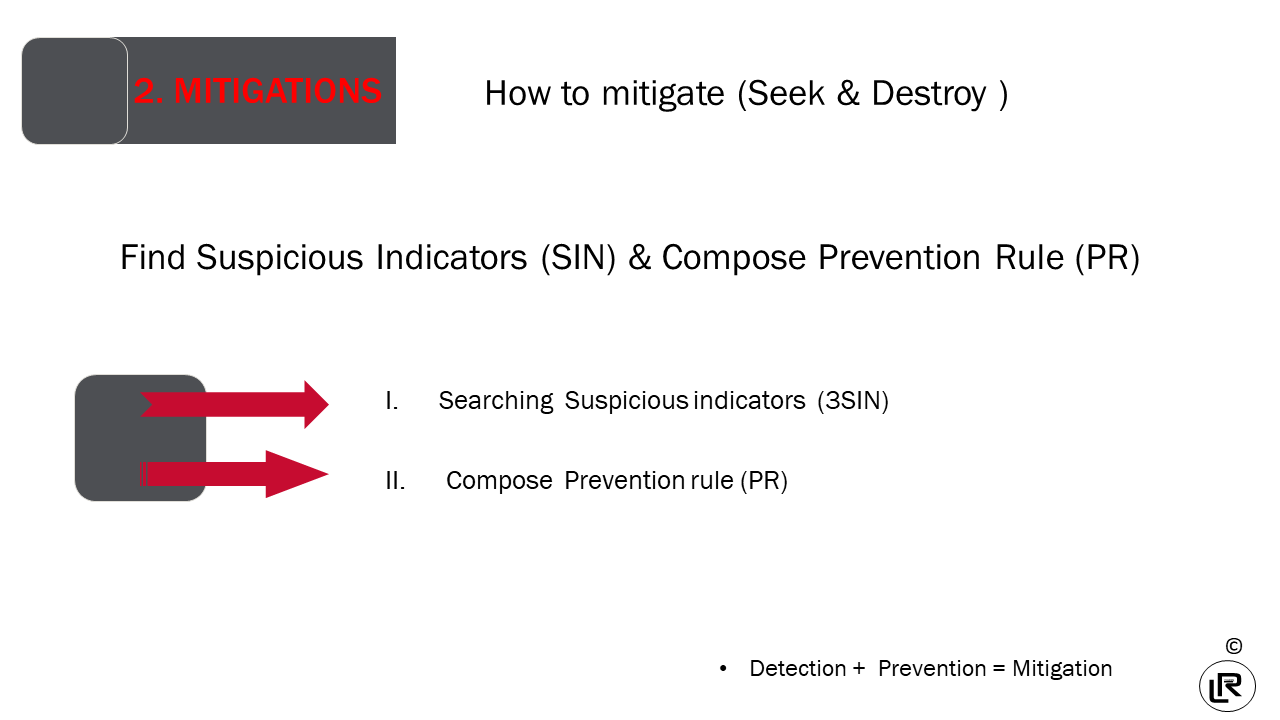 2. MITIGATIONS
How to mitigate (Seek & Destroy )
Find Suspicious Indicators (SIN) & Compose Prevention Rule (PR)
I. Searching Suspicious indicators (3SIN)
II. Compose Prevention rule (PR)
• Detection + Prevention = Mitigation
©
LR